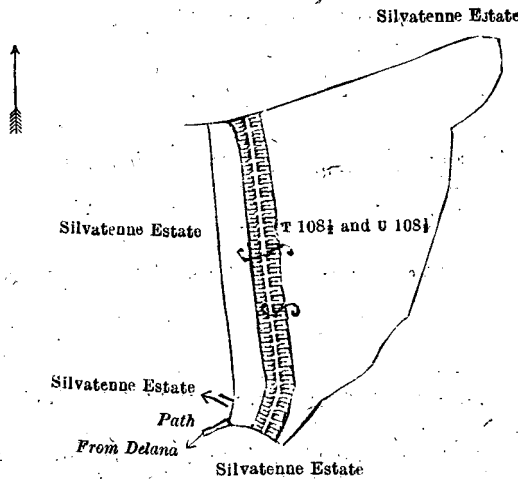 Silvatenne Estate
Silvatenne Estate
T 108½ and U 108½
Silvatenne Estate
Path
From Delana
Silvatenne Estate